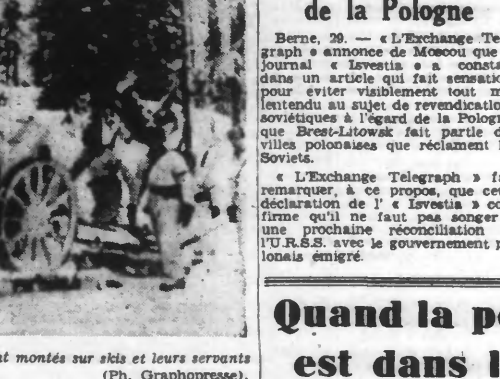 de la Pologne
Berne, 29. — « L'Exchange Tele
graph » annonce de Moscou que
journal « Isvestia » a consta
dans un article qui fait sensatio
pour eviter visiblement tout m
lentendu au sujet de revendicatio
soviétiques à l'égard de la Pologn
que Brest-Litowsk fait partie d
villes polonaises que réclament l
Soviets.
« L'Exchange Telegraph » fa
remarquer, à ce propos, que cet
déclaration de l' « Isvestia » co
firme qu'il ne faut pas songer
une prochaine réconciliation
l'U.R.S.S. avec le gouvernement p
lonais émigré.
Quand la p
est dans l
nt montés sur skis et leurs servants
(Ph. Graphopresse).